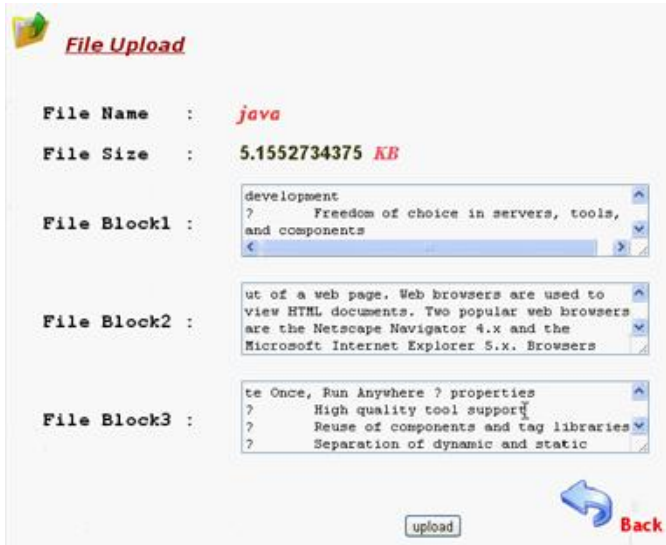 File Upload
File Name : java
File Size : 5.1552734375 KB
File Block1 :
development
? Freedom of choice in servers, tools,
and components
File Block2 :
ut of a web page. Web browsers are used to
view HTML documents. Two popular web browsers
are the Netscape Navigator 4.x and the
Microsoft Internet Explorer 5.x. Browsers
File Block3 :
te Once, Run Anywhere ? properties
? High quality tool support
? Reuse of components and tag libraries
? Separation of dynamic and static
upload
Back